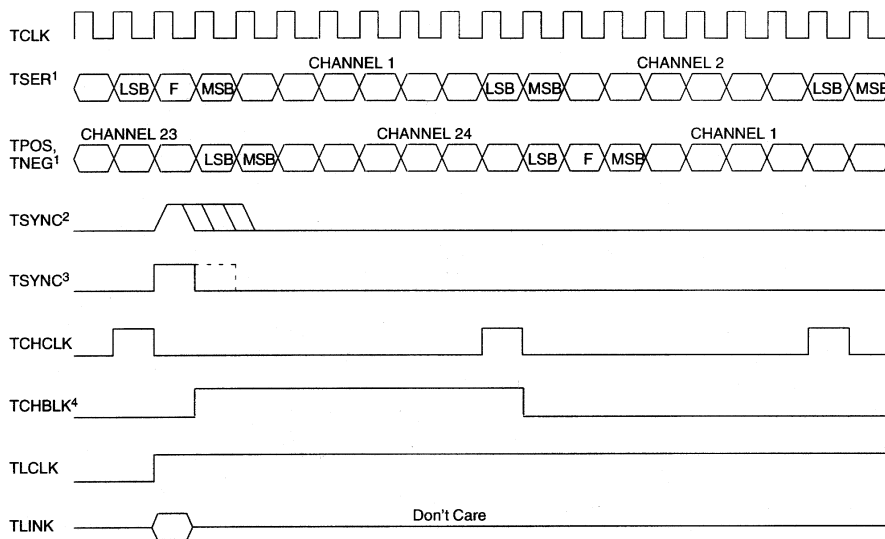 TCLK
CHANNEL 1 CHANNEL 2
TSER¹ LSB F MSB LSB MSB LSB MSB
CHANNEL 23 CHANNEL 24 CHANNEL 1
TPOS,
TNEG¹ LSB MSB LSB F MSB
TSYNC²
TSYNC³
TCHCLK
TCHBLK⁴
TLCLK
Don't Care
TLINK